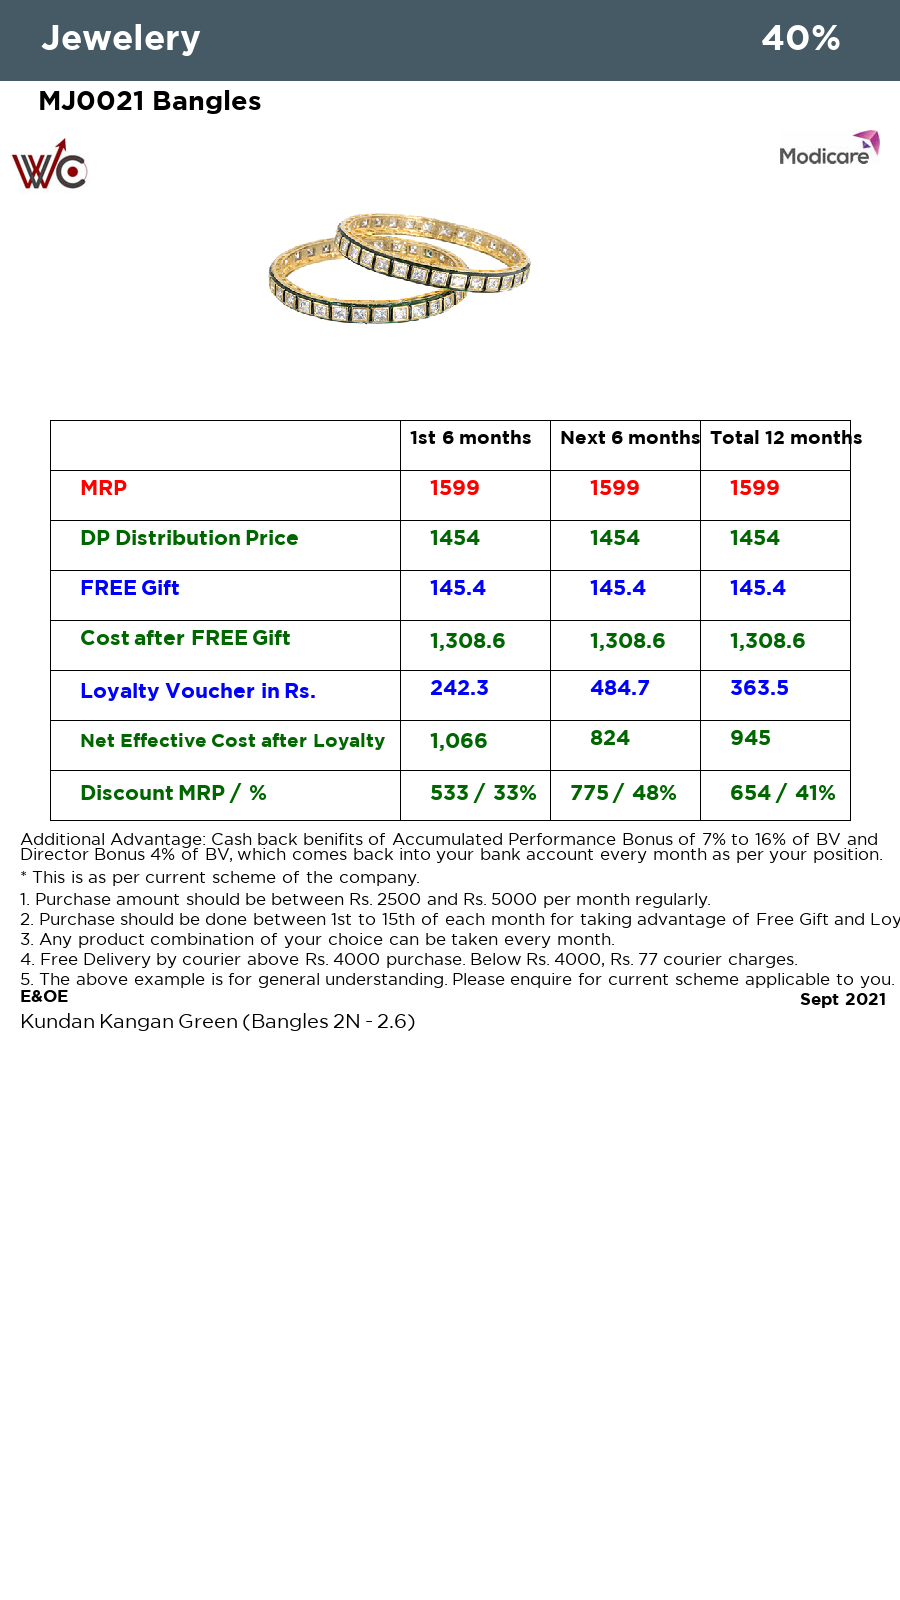 Jewelery 40%
MJ0021 Bangles
WC
Modicare
1st 6 months Next 6 months Total 12 months
MRP 1599 1599 1599
DP Distribution Price 1454 1454 1454
FREE Gift 145.4 145.4 145.4
Cost after FREE Gift 1,308.6 1,308.6 1,308.6
Loyalty Voucher in Rs. 242.3 484.7 363.5
Net Effective Cost after Loyalty 1,066 824 945
Discount MRP / % 533 / 33% 775 / 48% 654 / 41%
Additional Advantage: Cash back benifits of Accumulated Performance Bonus of 7% to 16% of BV and
Director Bonus 4% of BV, which comes back into your bank account every month as per your position.
* This is as per current scheme of the company.
1. Purchase amount should be between Rs. 2500 and Rs. 5000 per month regularly.
2. Purchase should be done between 1st to 15th of each month for taking advantage of Free Gift and Loy
3. Any product combination of your choice can be taken every month.
4. Free Delivery by courier above Rs. 4000 purchase. Below Rs. 4000, Rs. 77 courier charges.
5. The above example is for general understanding. Please enquire for current scheme applicable to you.
E&OE Sept 2021
Kundan Kangan Green (Bangles 2N - 2.6)